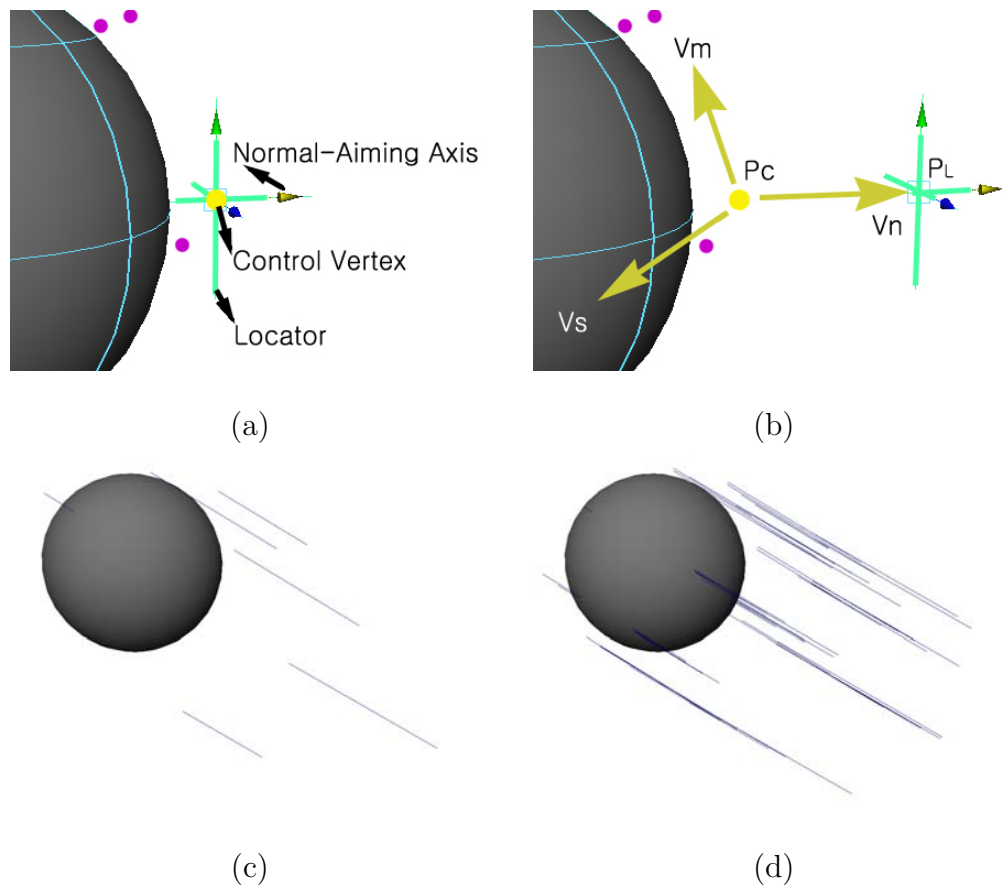 Normal-Aiming Axis
Control Vertex
Locator
(a)
Vm
Pc
PL
Vn
Vs
(b)
(c)
(d)